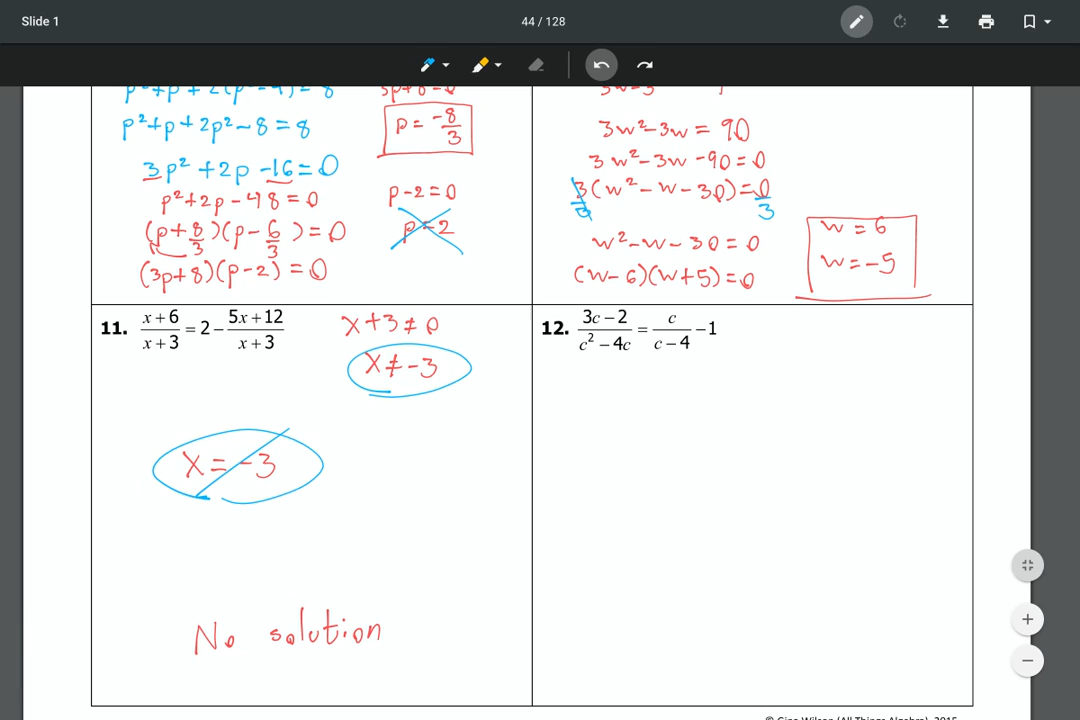 Slide 1
44 / 128
p² + p + 2p² - 8 = 8
3p² + 2p - 16 = 0
p² + 2p - 48 = 0
(p + 8/3)(p - 6/3) = 0
(3p + 8)(p - 2) = 0
p = -8/3
p - 2 = 0
p = 2
3w² - 3w = 90
3w² - 3w - 90 = 0
3(w² - w - 30) = 0
3 3
w² - w - 30 = 0
(w - 6)(w + 5) = 0
w = 6
w = -5
11. (x + 6)/(x + 3) = 2 - (5x + 12)/(x + 3)
x + 3 ≠ 0
x ≠ -3
x = -3
No solution
12. (3c - 2)/(c² - 4c) = c/(c - 4) - 1